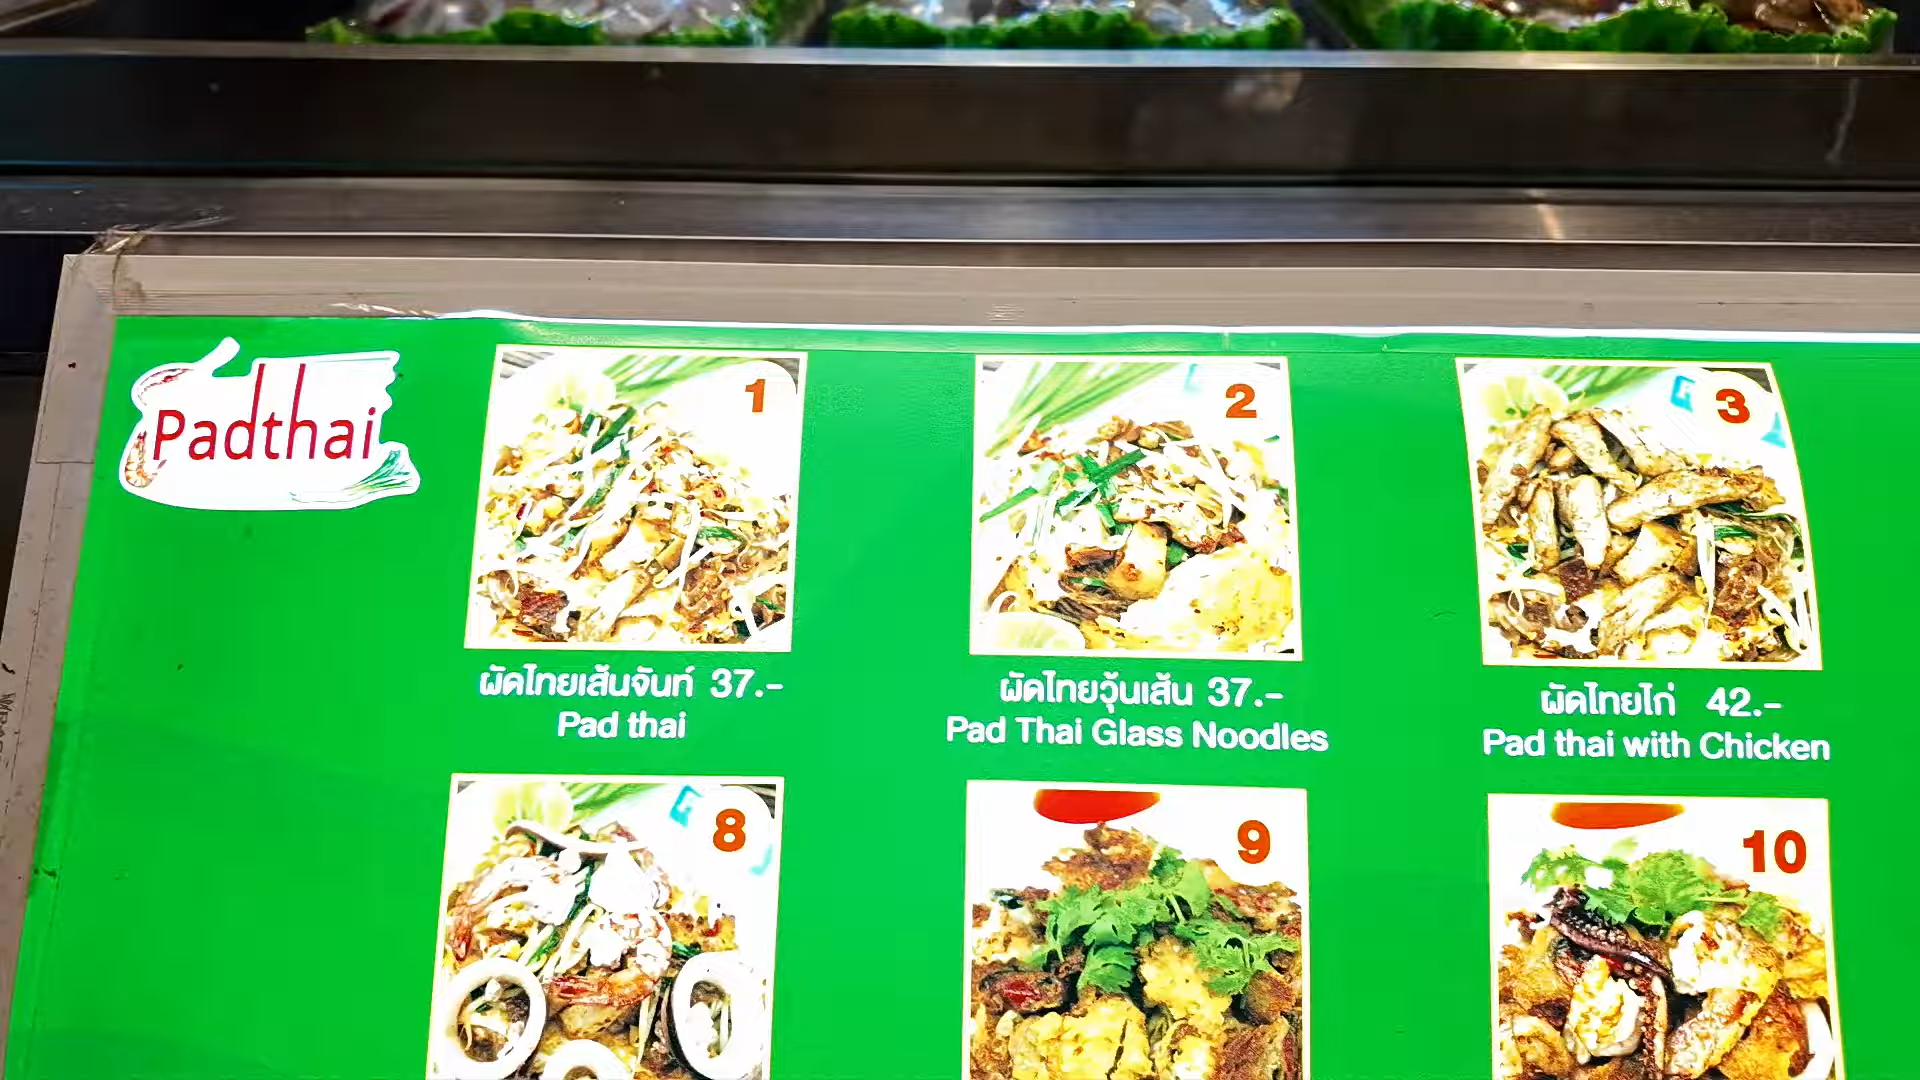 Padthai
1
2
3
ผัดไทยเส้นจันท์ 37.-
Pad thai
ผัดไทยวุ้นเส้น 37.-
Pad Thai Glass Noodles
ผัดไทยไก่ 42.-
Pad thai with Chicken
8
9
10